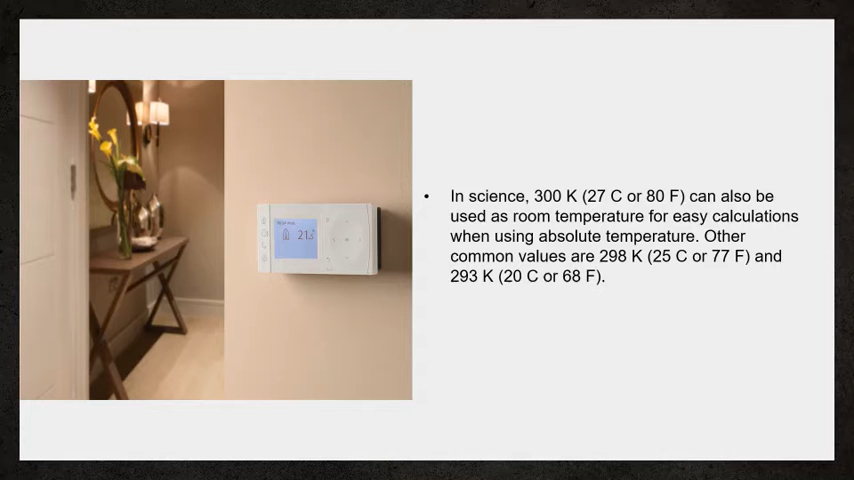 21.5
• In science, 300 K (27 C or 80 F) can also be
used as room temperature for easy calculations
when using absolute temperature. Other
common values are 298 K (25 C or 77 F) and
293 K (20 C or 68 F).